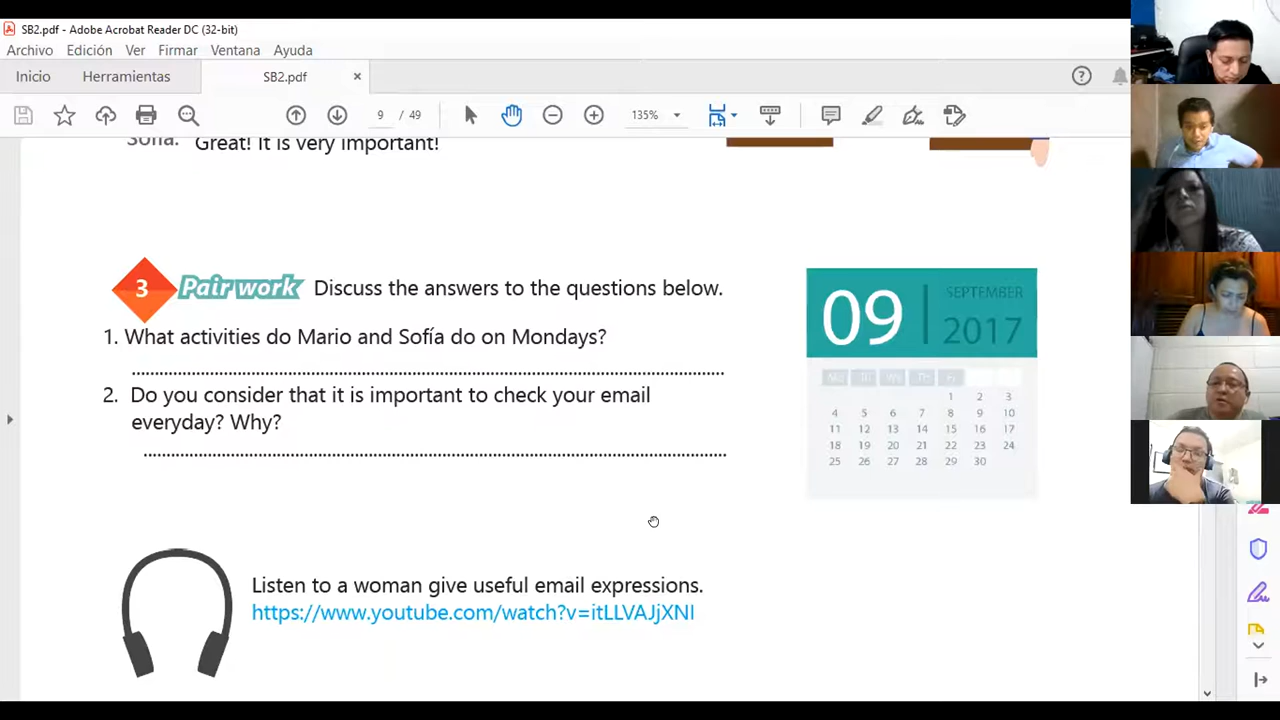 SB2.pdf - Adobe Acrobat Reader DC (32-bit)
Archivo Edición Ver Firmar Ventana Ayuda
Inicio Herramientas SB2.pdf ×
9 / 49 135%
Sofía: Great! It is very important!
3 Pair work Discuss the answers to the questions below.
1. What activities do Mario and Sofía do on Mondays?
2. Do you consider that it is important to check your email
everyday? Why?
09 SEPTEMBER
2017
1 2 3
4 5 6 7 8 9 10
11 12 13 14 15 16 17
18 19 20 21 22 23 24
25 26 27 28 29 30
Listen to a woman give useful email expressions.
https://www.youtube.com/watch?v=itLLVAJjXNI